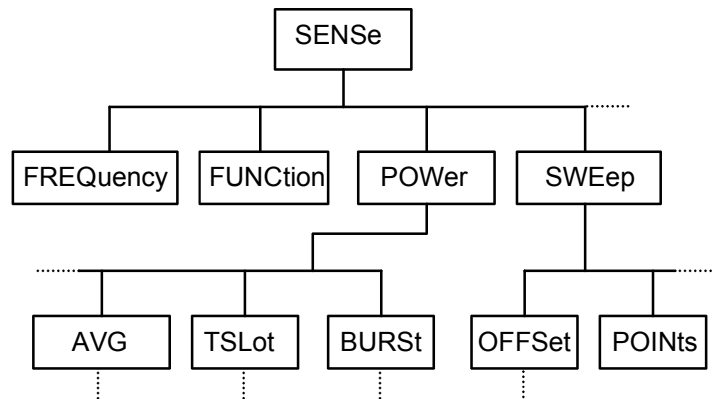 SENSe
FREQuency FUNCtion POWer SWEep
AVG TSLot BURSt OFFSet POINts